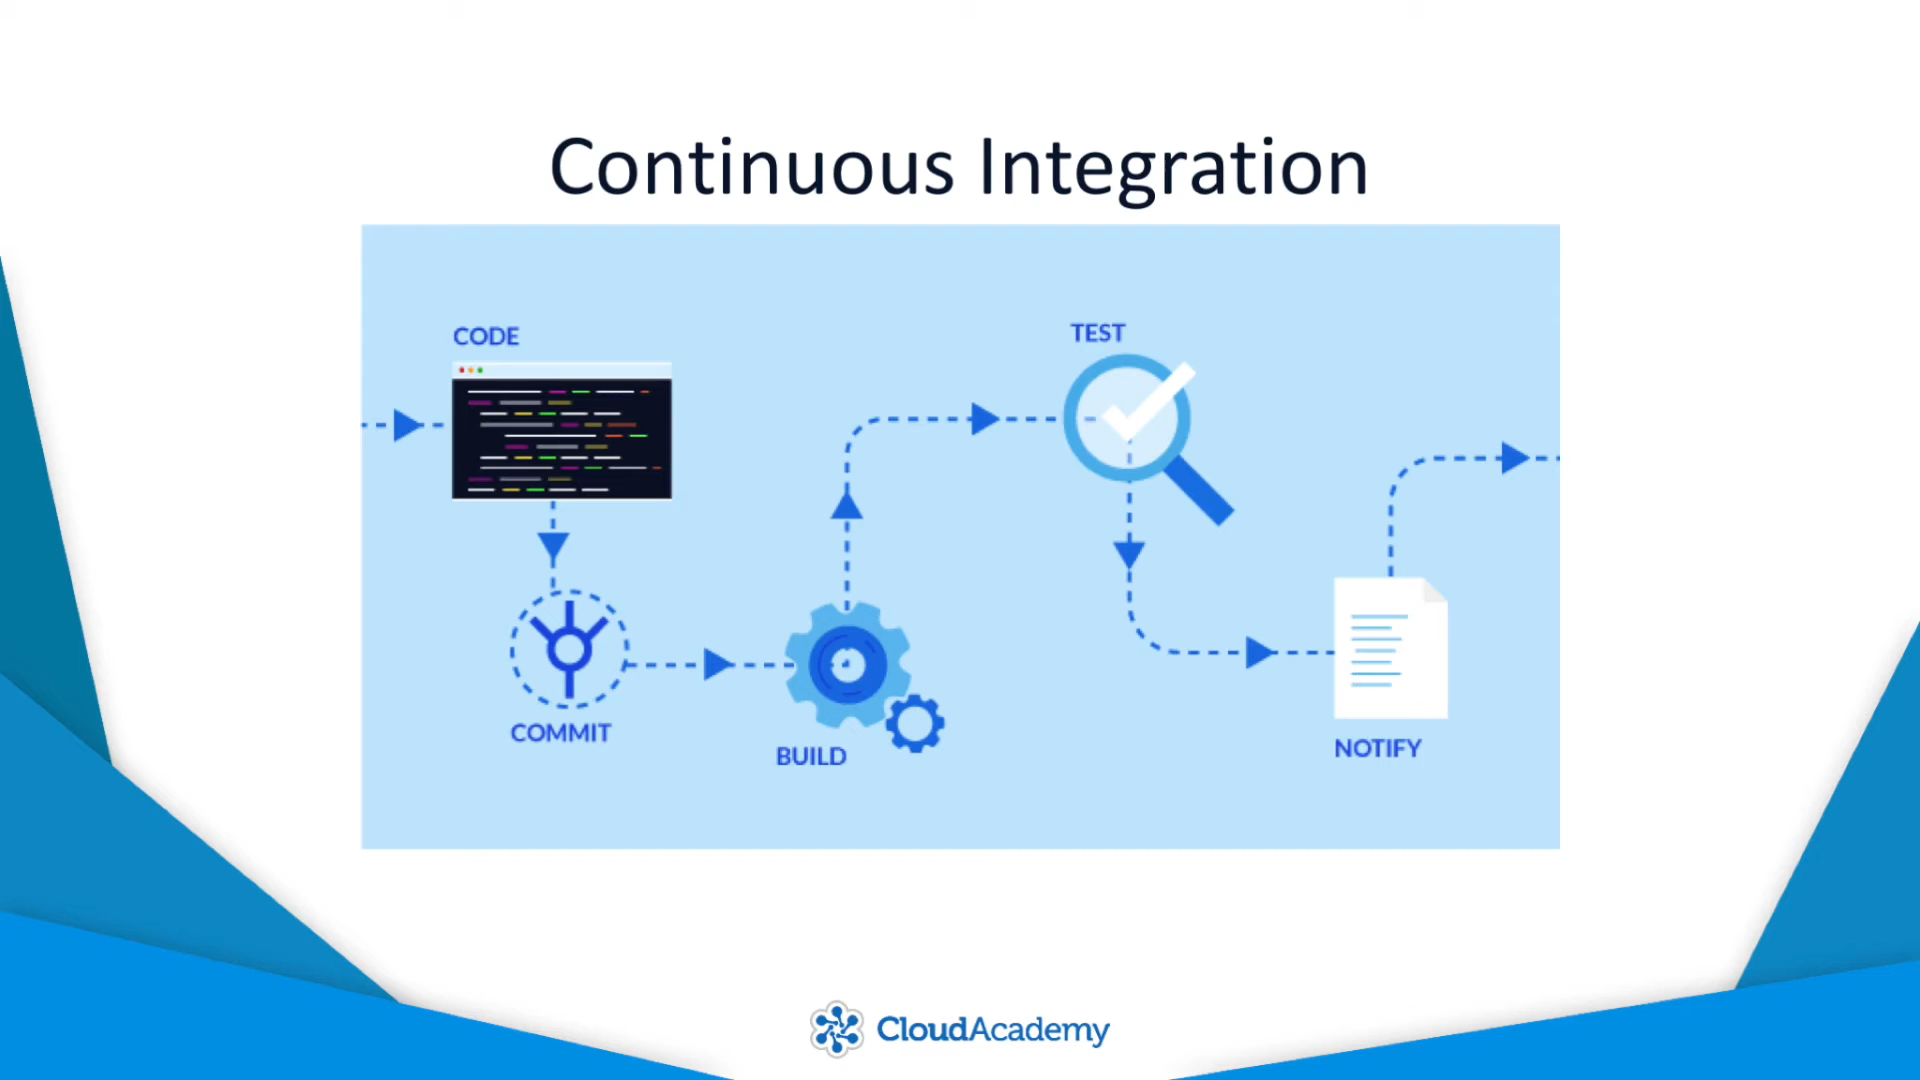 Continuous Integration
CODE
TEST
COMMIT
BUILD
NOTIFY
CloudAcademy